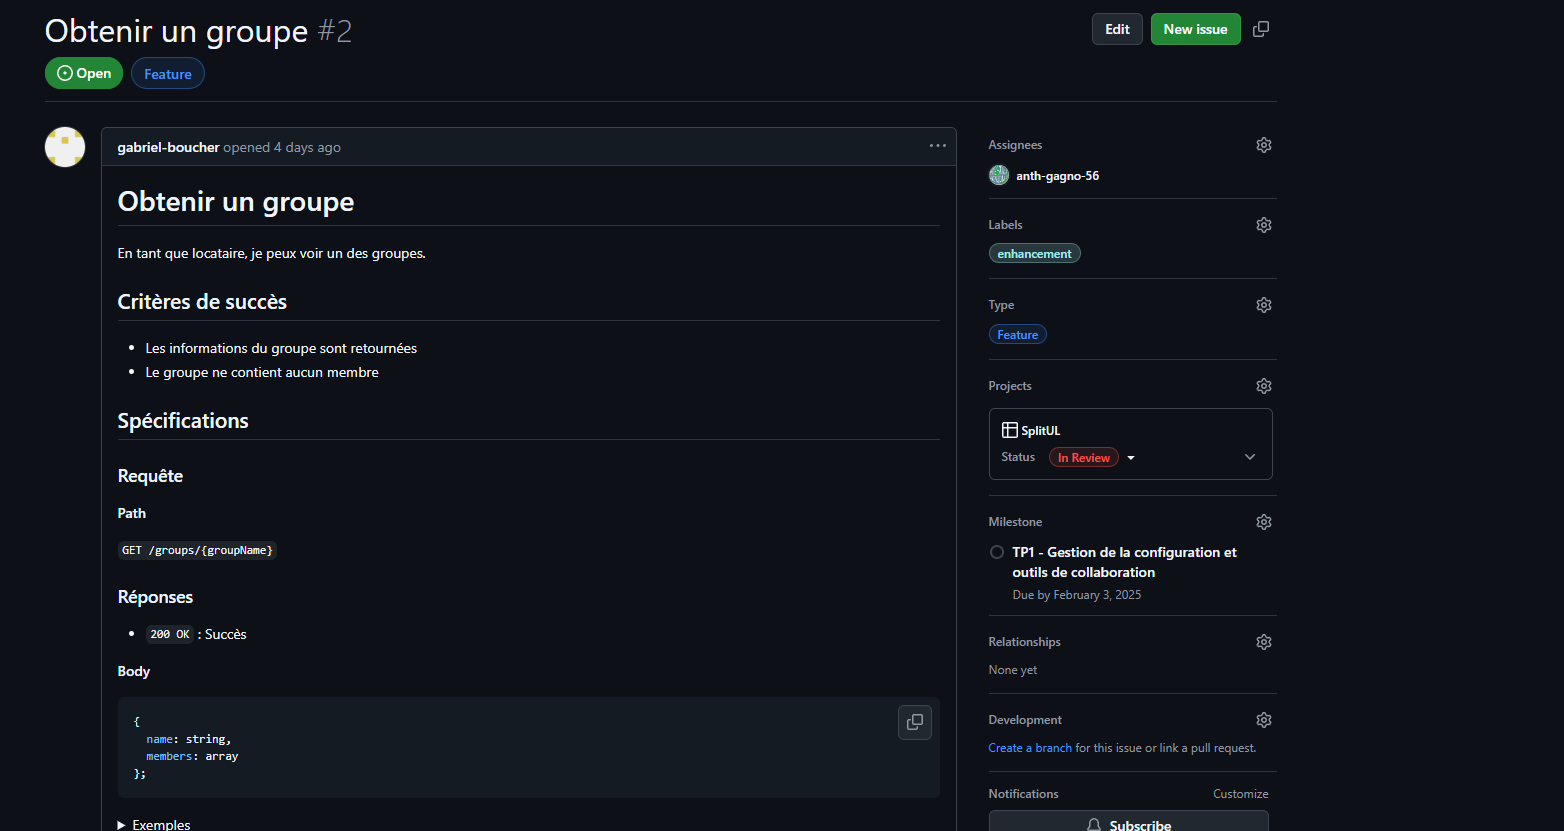 Obtenir un groupe #2
Edit
New issue
Open
Feature
gabriel-boucher opened 4 days ago
Obtenir un groupe
En tant que locataire, je peux voir un des groupes.
Critères de succès
Les informations du groupe sont retournées
Le groupe ne contient aucun membre
Spécifications
Requête
Path
GET /groups/{groupName}
Réponses
200 OK : Succès
Body
{
name: string,
members: array
};
Exemples
Assignees
anth-gagno-56
Labels
enhancement
Type
Feature
Projects
SplitUL
Status In Review
Milestone
TP1 - Gestion de la configuration et
outils de collaboration
Due by February 3, 2025
Relationships
None yet
Development
Create a branch for this issue or link a pull request.
Notifications
Customize
Subscribe